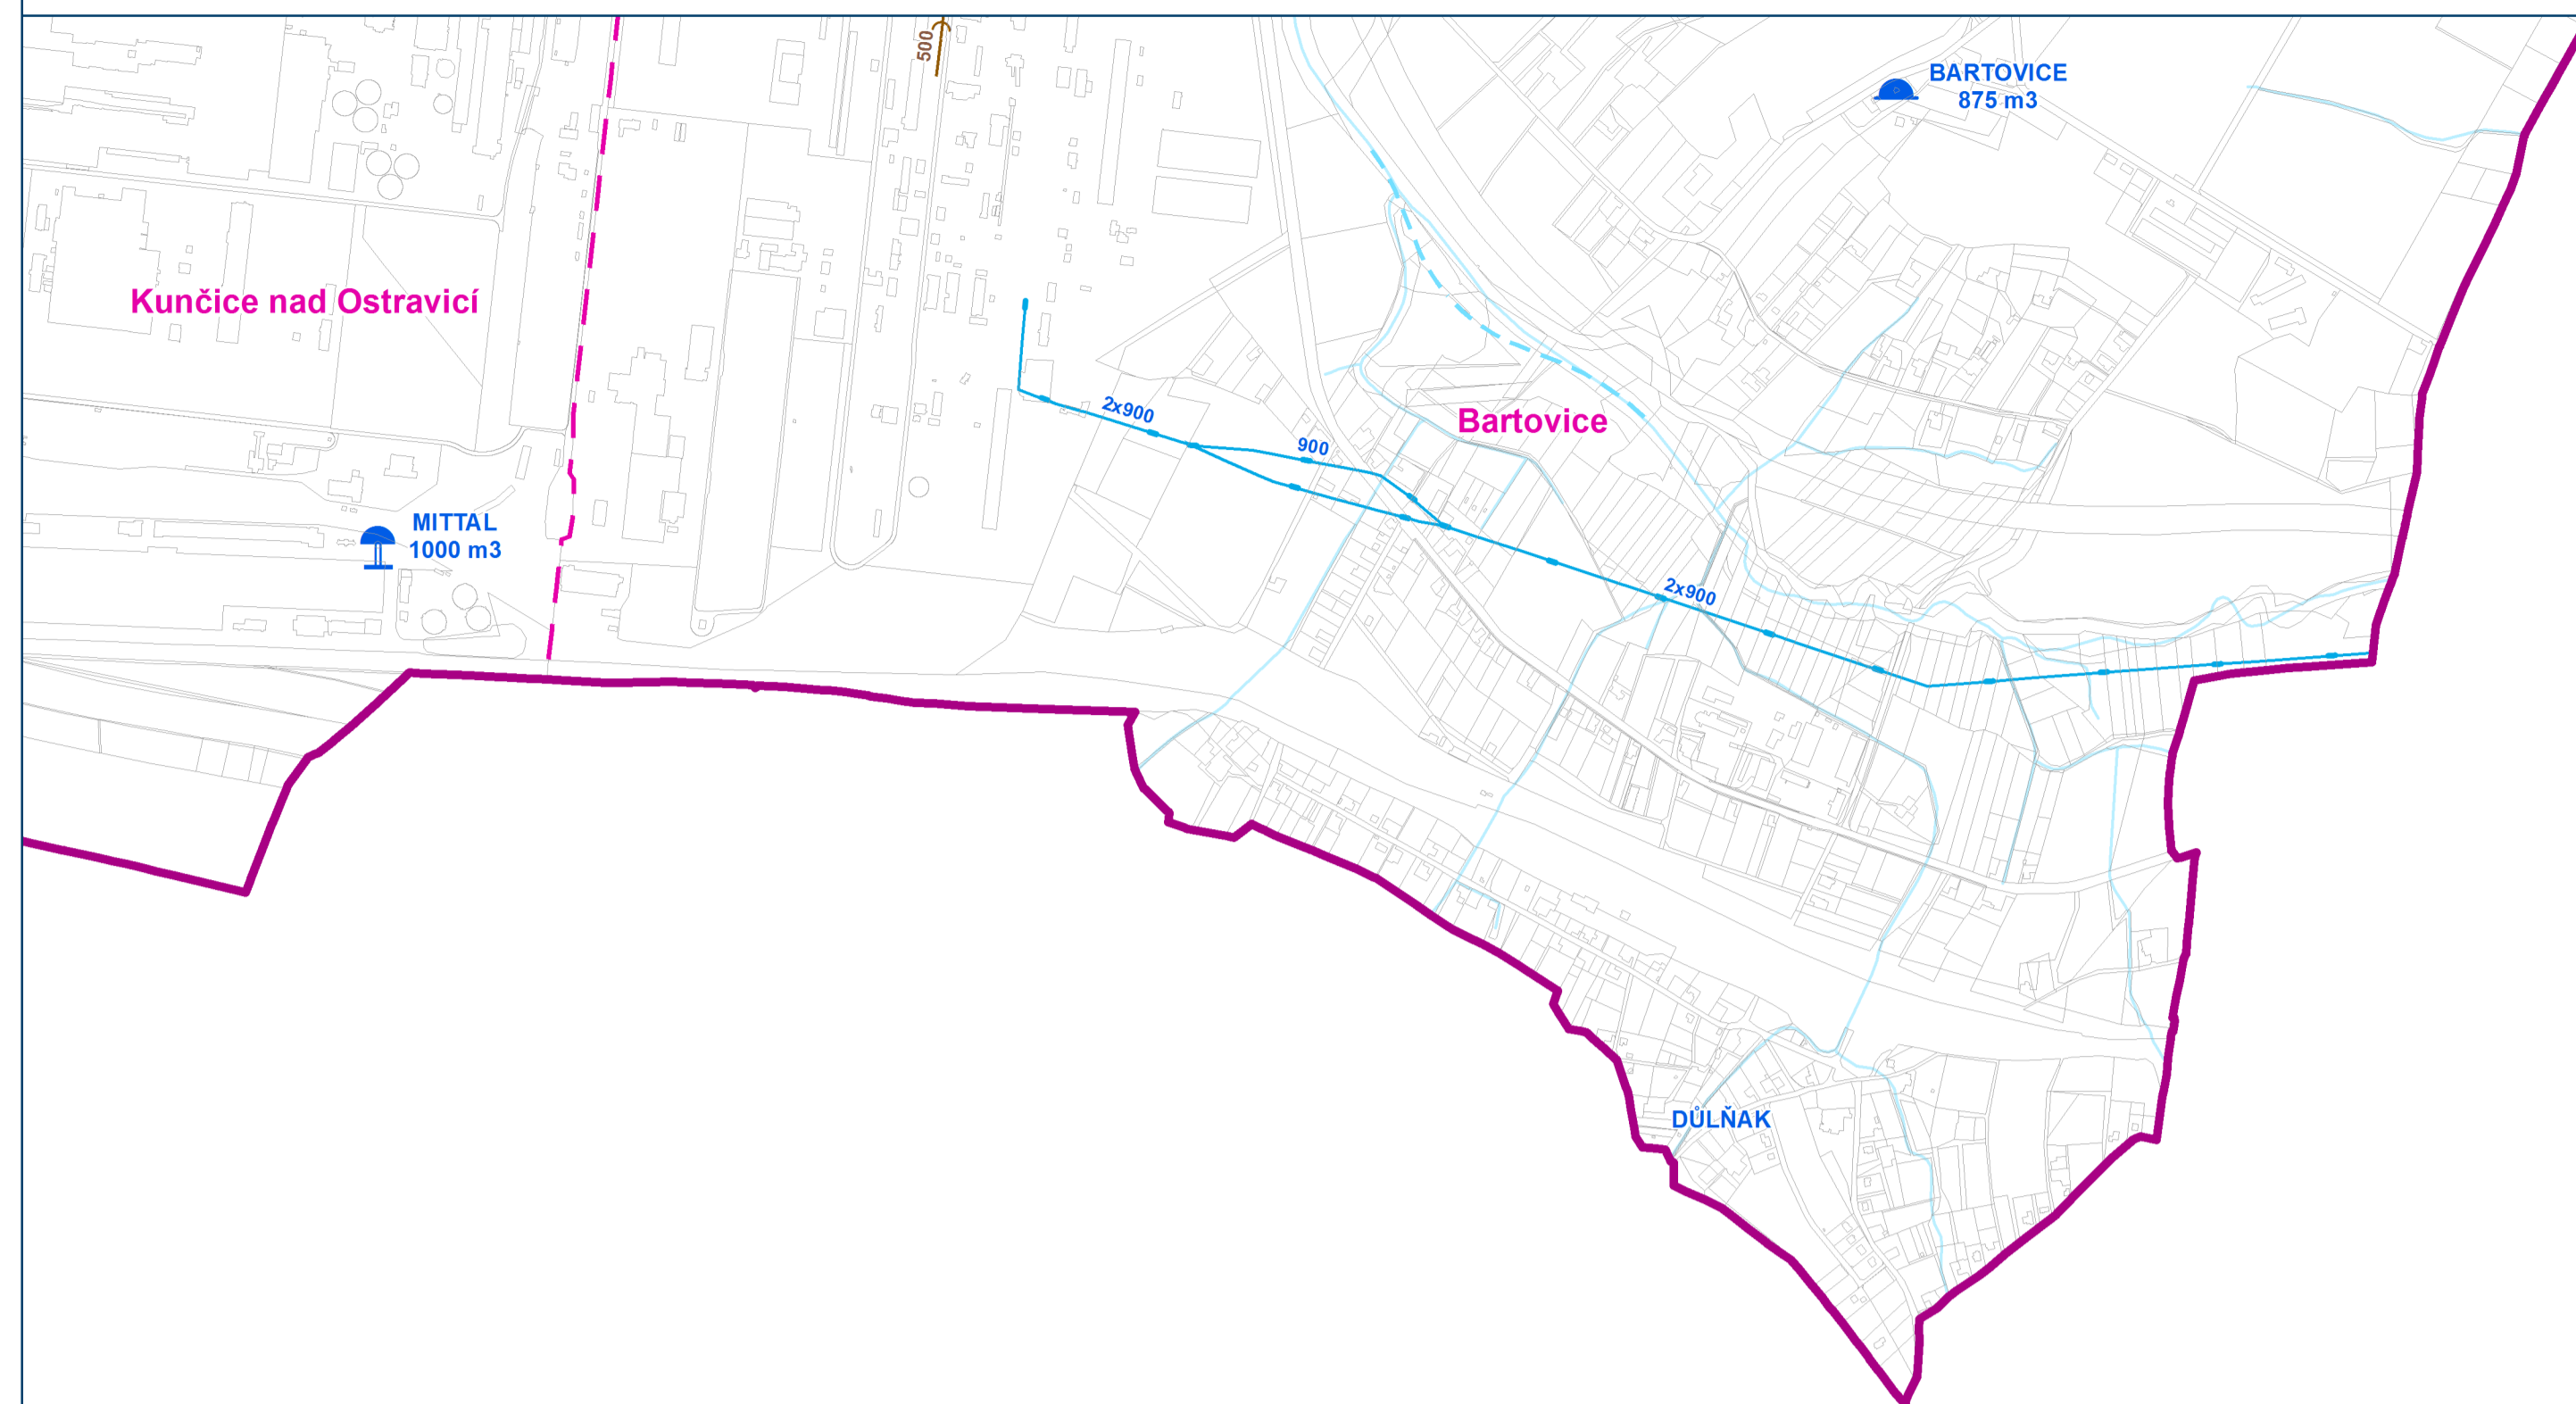 500
BARTOVICE
875 m3
Kunčice nad Ostravicí
2x900
900
Bartovice
MITTAL
1000 m3
2x900
DŮLŇAK